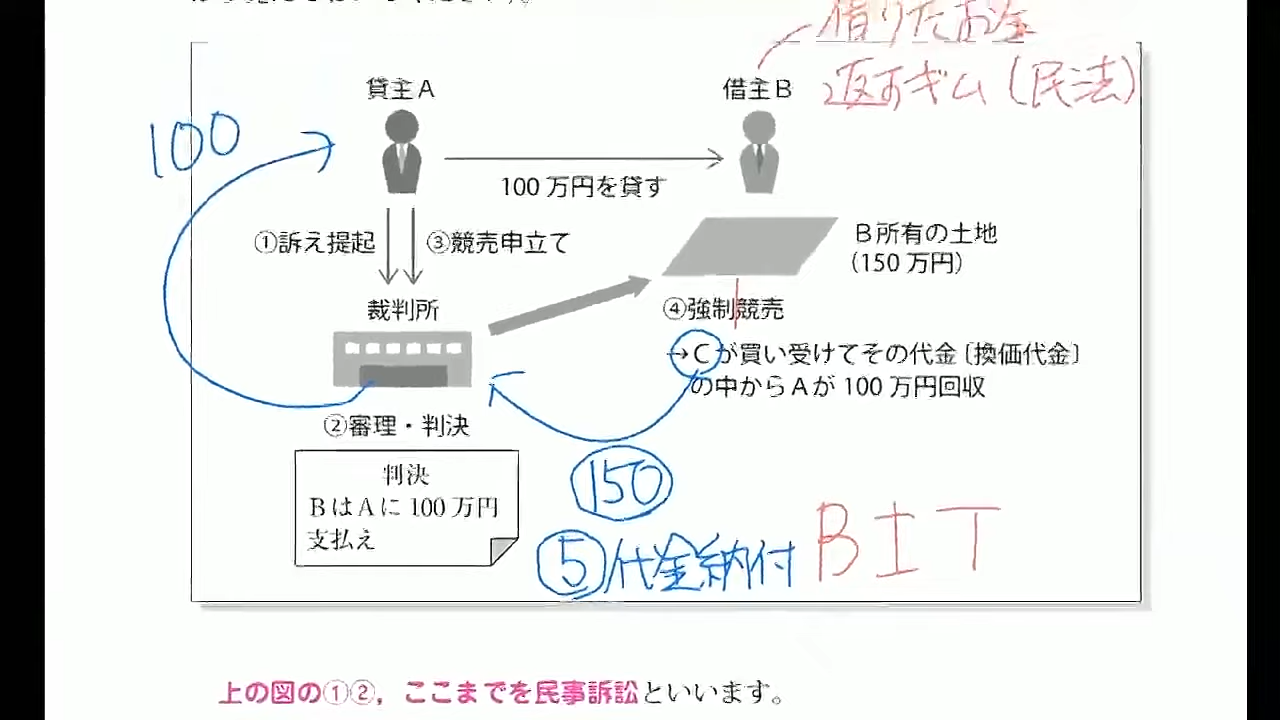 借りたお金
返すギム(民法)
貸主A
借主B
100
100万円を貸す
①訴え提起
③競売申立て
B所有の土地
(150万円)
裁判所
④強制競売
→Cが買い受けてその代金〔換価代金〕
の中からAが100万円回収
②審理・判決
判決
BはAに100万円
支払え
150
⑤代金納付
BIT
上の図の①②，ここまでを民事訴訟といいます。